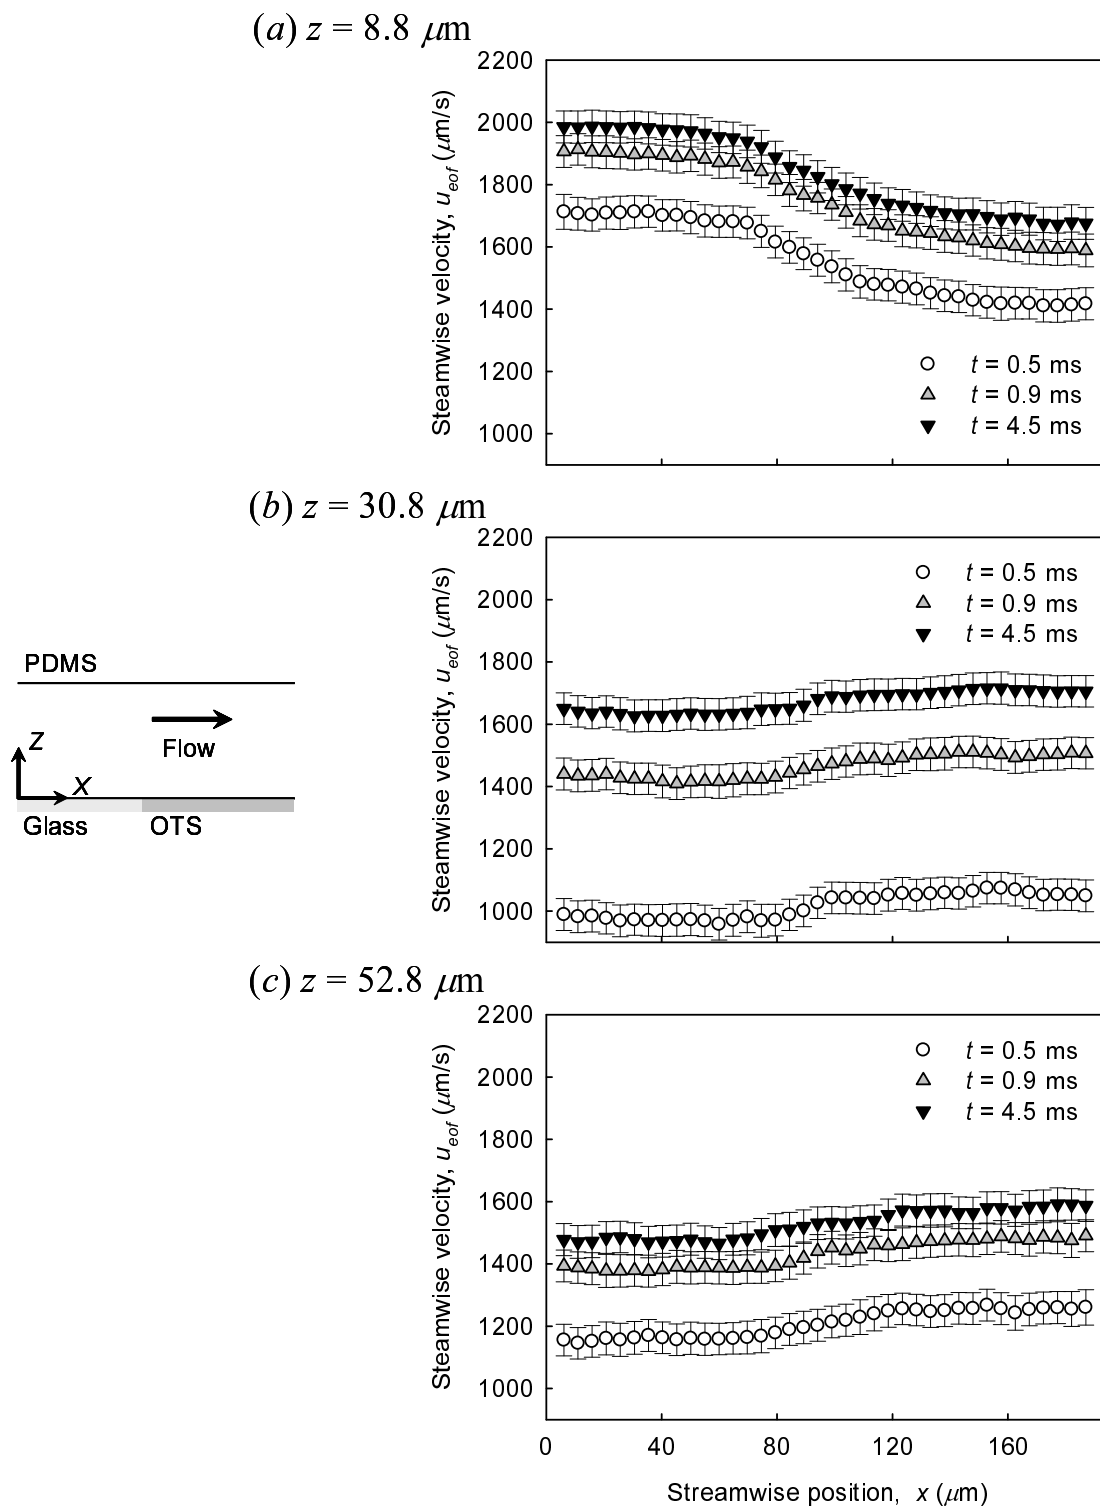 (a) z = 8.8 μm
2200
2000
1800
1600
1400
1200
1000
Steamwise velocity, u_eof (μm/s)
t = 0.5 ms
t = 0.9 ms
t = 4.5 ms
(b) z = 30.8 μm
2200
2000
1800
1600
1400
1200
1000
Steamwise velocity, u_eof (μm/s)
t = 0.5 ms
t = 0.9 ms
t = 4.5 ms
PDMS
Flow
z
x
Glass OTS
(c) z = 52.8 μm
2200
2000
1800
1600
1400
1200
1000
Steamwise velocity, u_eof (μm/s)
t = 0.5 ms
t = 0.9 ms
t = 4.5 ms
0 40 80 120 160
Streamwise position, x (μm)